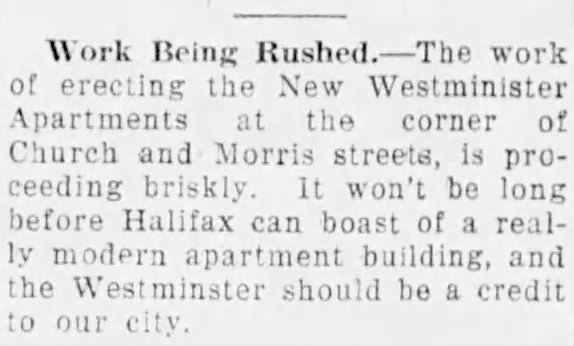 Work Being Rushed.—The work
of erecting the New Westminister
Apartments at the corner of
Church and Morris streets, is pro-
ceeding briskly. It won't be long
before Halifax can boast of a real-
ly modern apartment building, and
the Westminster should be a credit
to our city.